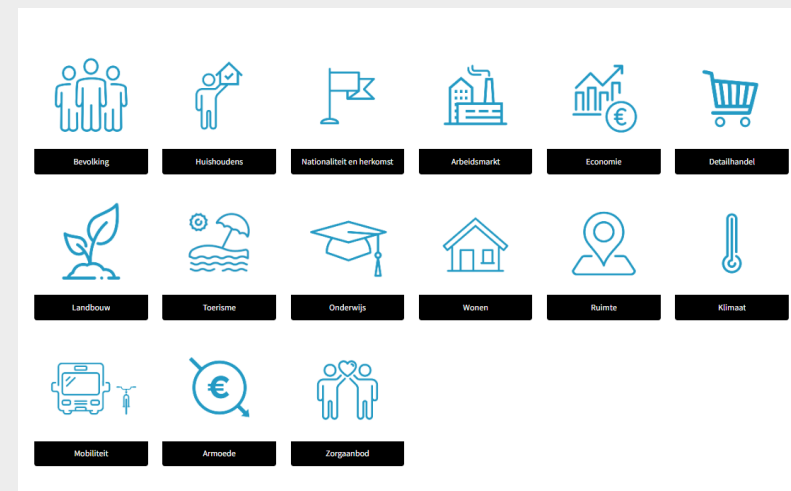 Bevolking
Huishoudens
Nationaliteit en herkomst
Arbeidsmarkt
Economie
Detailhandel
Landbouw
Toerisme
Onderwijs
Wonen
Ruimte
Klimaat
Mobiliteit
Armoede
Zorgaanbod